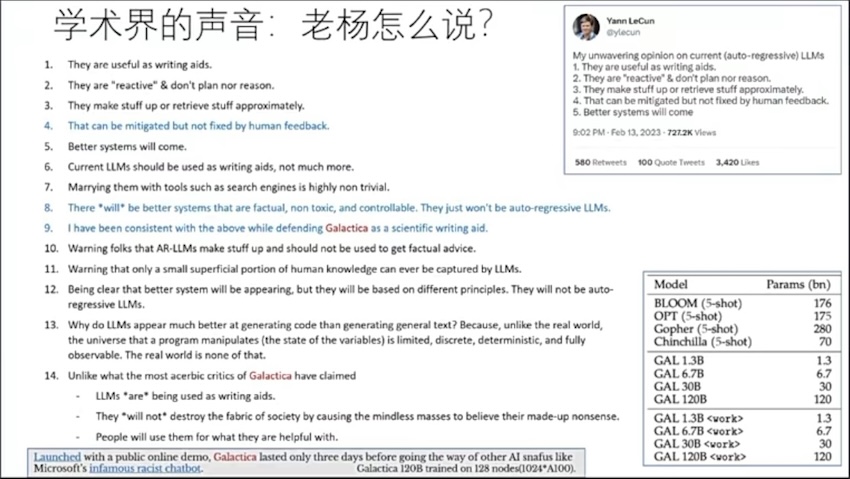 学术界的声音：老杨怎么说？
1. They are useful as writing aids.
2. They are "reactive" & don't plan nor reason.
3. They make stuff up or retrieve stuff approximately.
4. That can be mitigated but not fixed by human feedback.
5. Better systems will come.
6. Current LLMs should be used as writing aids, not much more.
7. Marrying them with tools such as search engines is highly non trivial.
8. There *will* be better systems that are factual, non toxic, and controllable. They just won't be auto-regressive LLMs.
9. I have been consistent with the above while defending Galactica as a scientific writing aid.
10. Warning folks that AR-LLMs make stuff up and should not be used to get factual advice.
11. Warning that only a small superficial portion of human knowledge can ever be captured by LLMs.
12. Being clear that better system will be appearing, but they will be based on different principles. They will not be auto-
regressive LLMs.
13. Why do LLMs appear much better at generating code than generating general text? Because, unlike the real world,
the universe that a program manipulates (the state of the variables) is limited, discrete, deterministic, and fully
observable. The real world is none of that.
14. Unlike what the most acerbic critics of Galactica have claimed
- LLMs *are* being used as writing aids.
- They *will not* destroy the fabric of society by causing the mindless masses to believe their made-up nonsense.
- People will use them for what they are helpful with.
Launched with a public online demo, Galactica lasted only three days before going the way of other AI snafus like
Microsoft's infamous racist chatbot.
Galactica 120B trained on 128 nodes(1024*A100).
Yann LeCun
@ylecun
My unwavering opinion on current (auto-regressive) LLMs
1. They are useful as writing aids.
2. They are "reactive" & don't plan nor reason.
3. They make stuff up or retrieve stuff approximately.
4. That can be mitigated but not fixed by human feedback.
5. Better systems will come
9:02 PM · Feb 13, 2023 · 727.2K Views
580 Retweets 100 Quote Tweets 3,420 Likes
Model Params (bn)
BLOOM (5-shot) 176
OPT (5-shot) 175
Gopher (5-shot) 280
Chinchilla (5-shot) 70
GAL 1.3B 1.3
GAL 6.7B 6.7
GAL 30B 30
GAL 120B 120
GAL 1.3B <work> 1.3
GAL 6.7B <work> 6.7
GAL 30B <work> 30
GAL 120B <work> 120